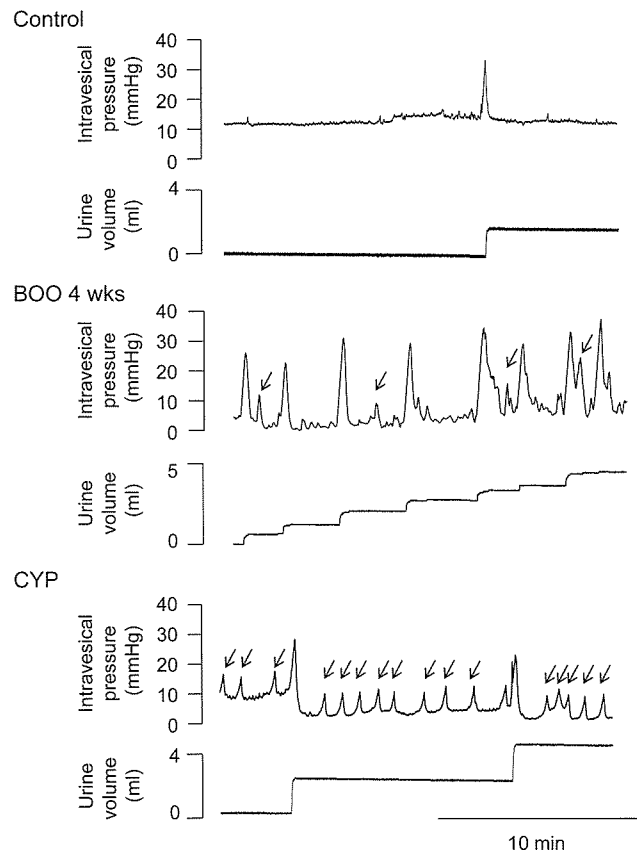 Control
Intravesical
pressure
(mmHg)
40
30
20
10
0
Urine
volume
(ml)
4
0
BOO 4 wks
Intravesical
pressure
(mmHg)
40
30
20
10
0
Urine
volume
(ml)
5
0
CYP
Intravesical
pressure
(mmHg)
40
30
20
10
0
Urine
volume
(ml)
4
0
10 min